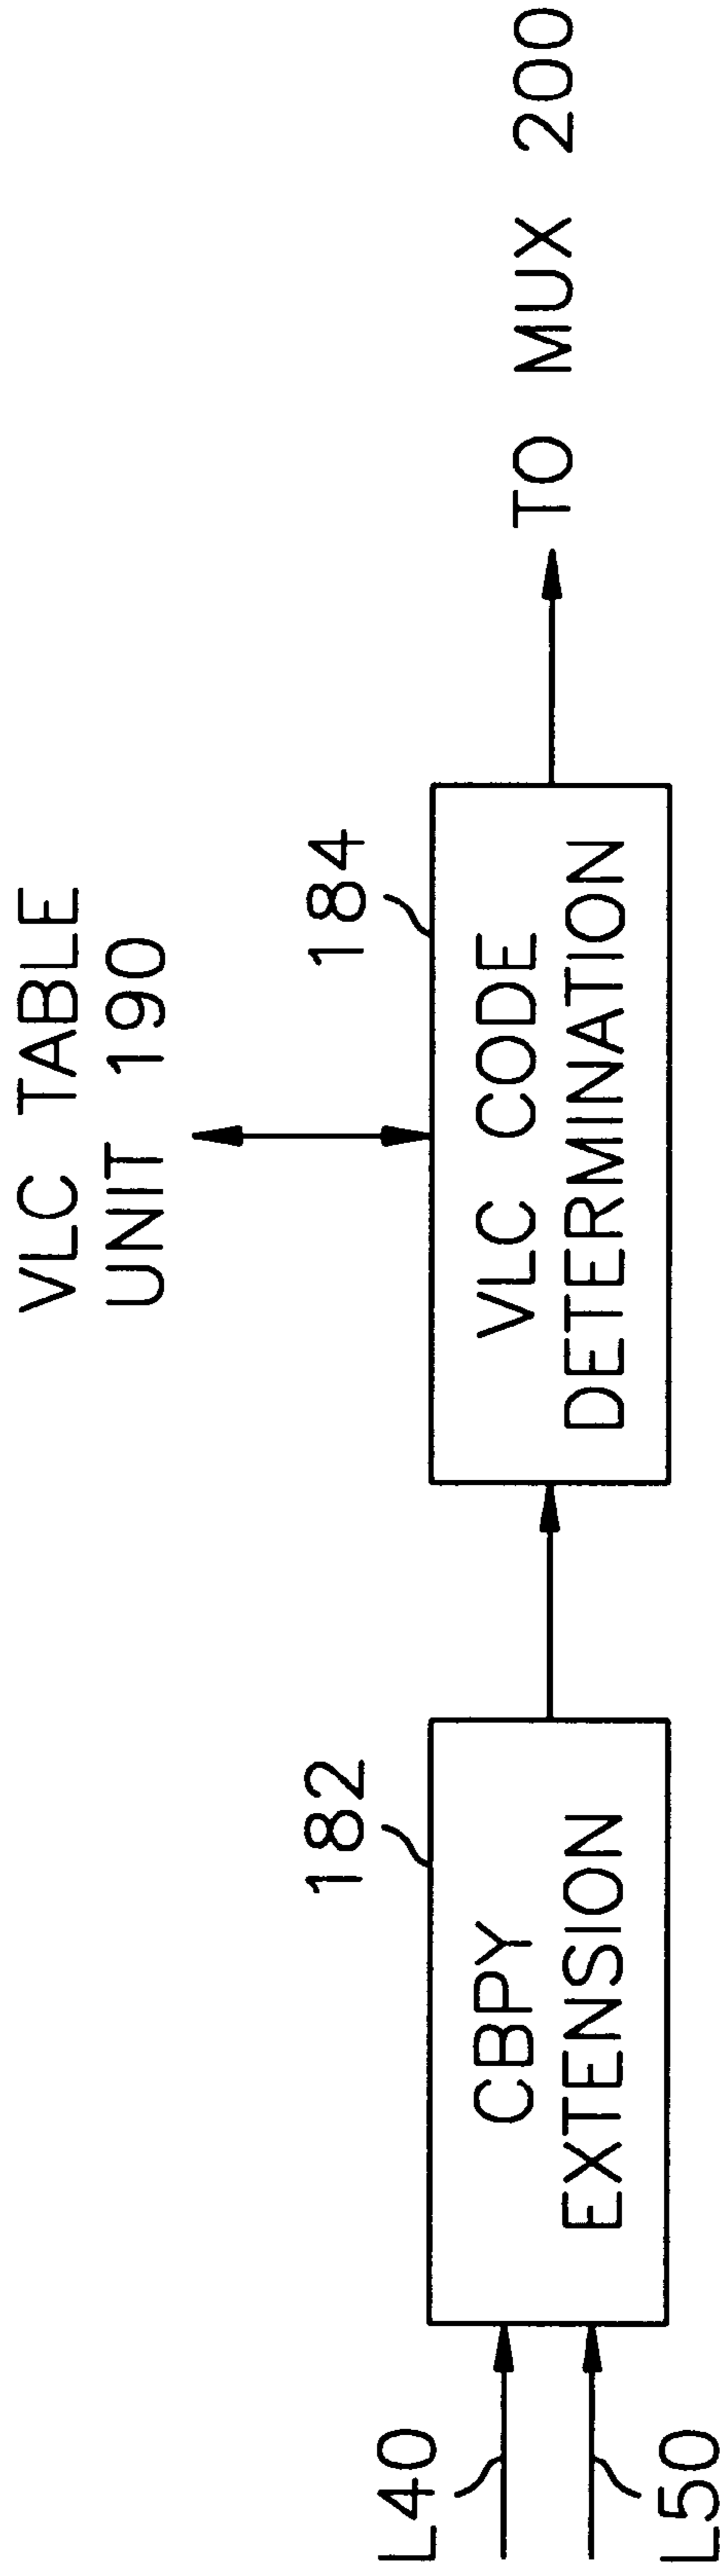 VLC TABLE
UNIT 190
L40
L50
182
CBPY
EXTENSION
184
VLC CODE
DETERMINATION
TO MUX 200